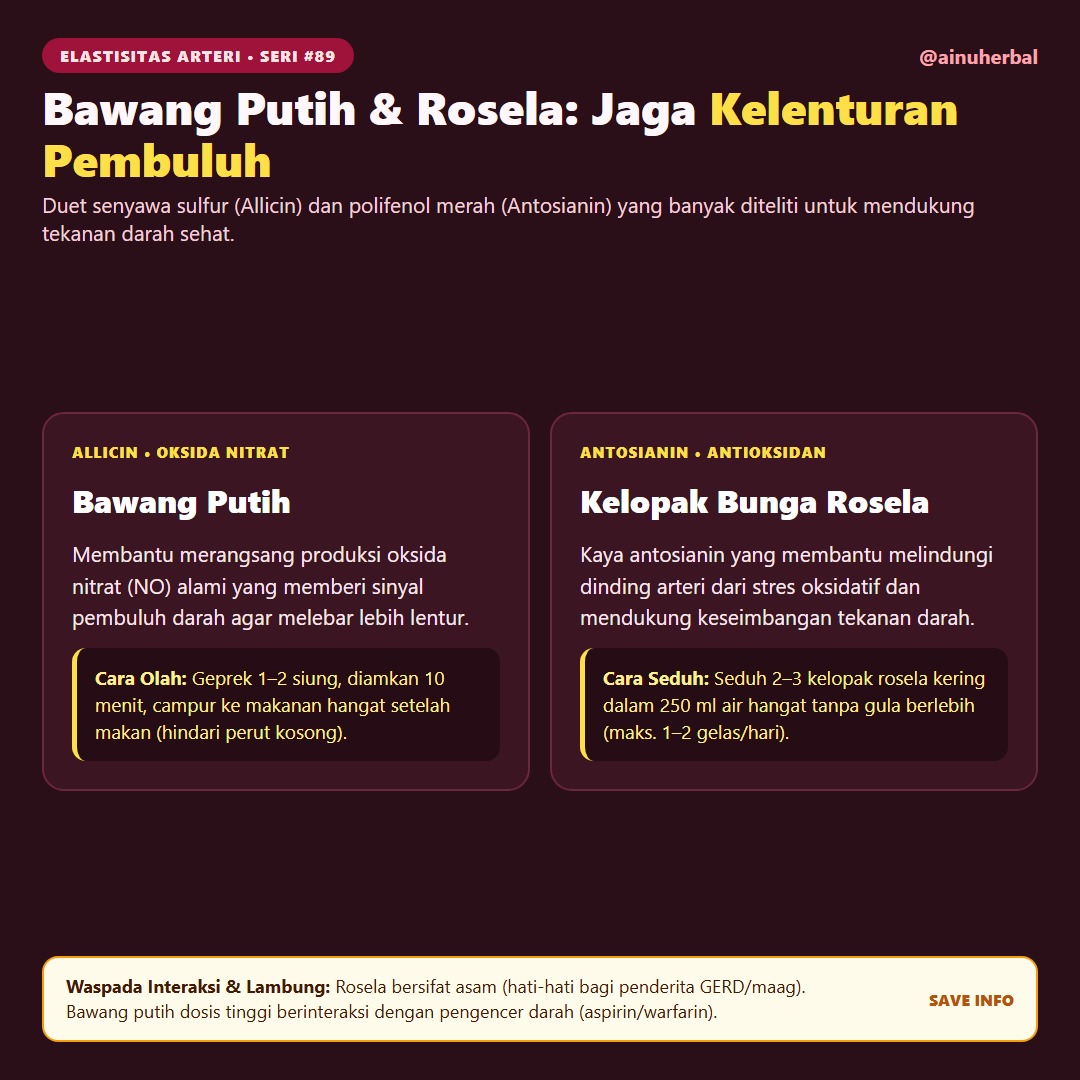 ELASTISITAS ARTERI • SERI #89
@ainuherbal
Bawang Putih & Rosela: Jaga Kelenturan
Pembuluh
Duet senyawa sulfur (Allicin) dan polifenol merah (Antosianin) yang banyak diteliti untuk mendukung
tekanan darah sehat.
ALLICIN • OKSIDA NITRAT
Bawang Putih
Membantu merangsang produksi oksida
nitrat (NO) alami yang memberi sinyal
pembuluh darah agar melebar lebih lentur.
Cara Olah: Geprek 1–2 siung, diamkan 10
menit, campur ke makanan hangat setelah
makan (hindari perut kosong).
ANTOSIANIN • ANTIOKSIDAN
Kelopak Bunga Rosela
Kaya antosianin yang membantu melindungi
dinding arteri dari stres oksidatif dan
mendukung keseimbangan tekanan darah.
Cara Seduh: Seduh 2–3 kelopak rosela kering
dalam 250 ml air hangat tanpa gula berlebih
(maks. 1–2 gelas/hari).
Waspada Interaksi & Lambung: Rosela bersifat asam (hati-hati bagi penderita GERD/maag).
Bawang putih dosis tinggi berinteraksi dengan pengencer darah (aspirin/warfarin).
SAVE INFO